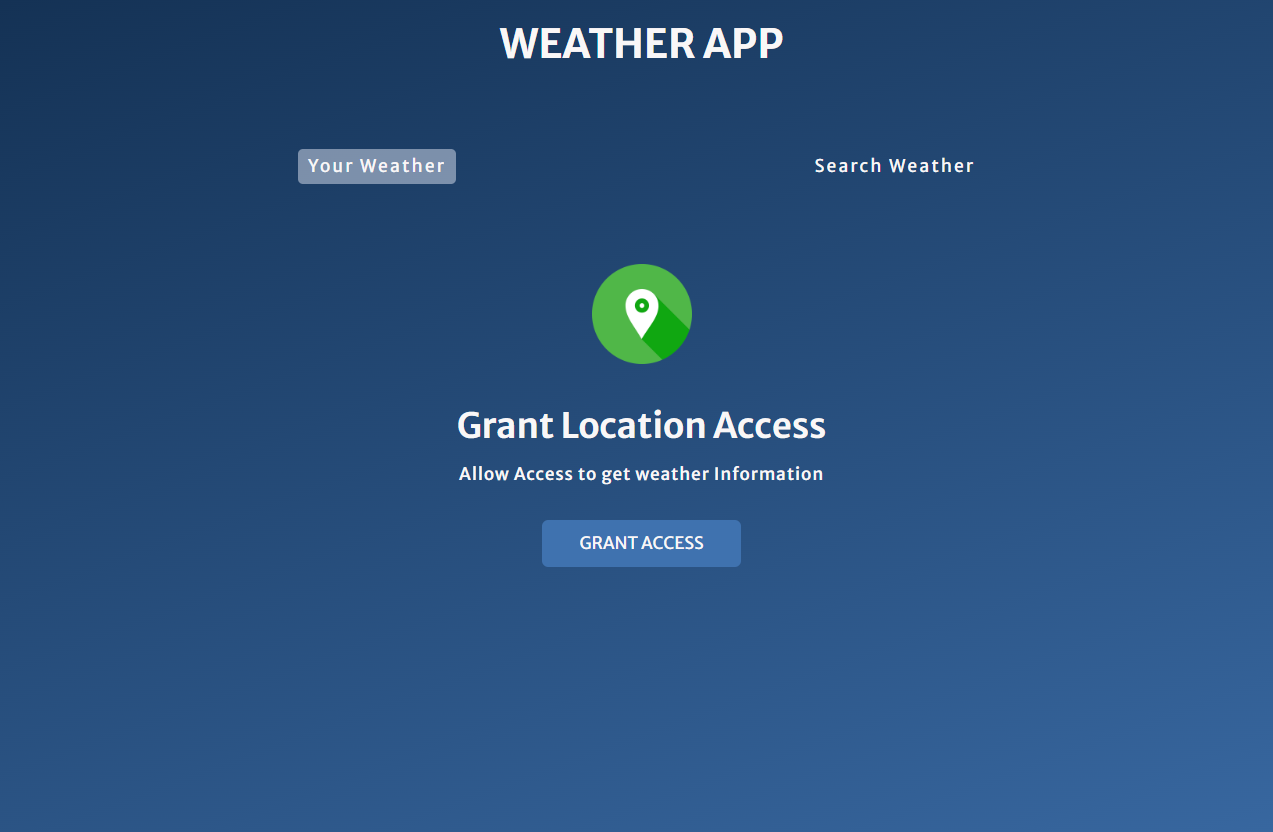 WEATHER APP
Your Weather
Search Weather
Grant Location Access
Allow Access to get weather Information
GRANT ACCESS